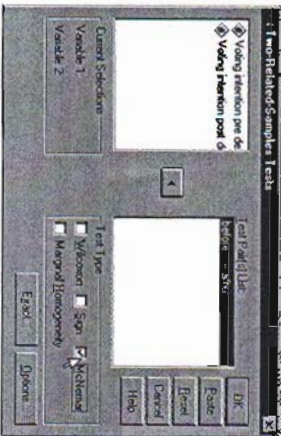 Two-Related-Samples Tests
Voting intention pre de
Voting intention post d
Test Pair(s) List:
before --
OK
Paste
Reset
Cancel
Help
Current Selections
Variable 1:
Variable 2:
Test Type
Wilcoxon Sign McNemar
Marginal Homogeneity
Exact...
Options...